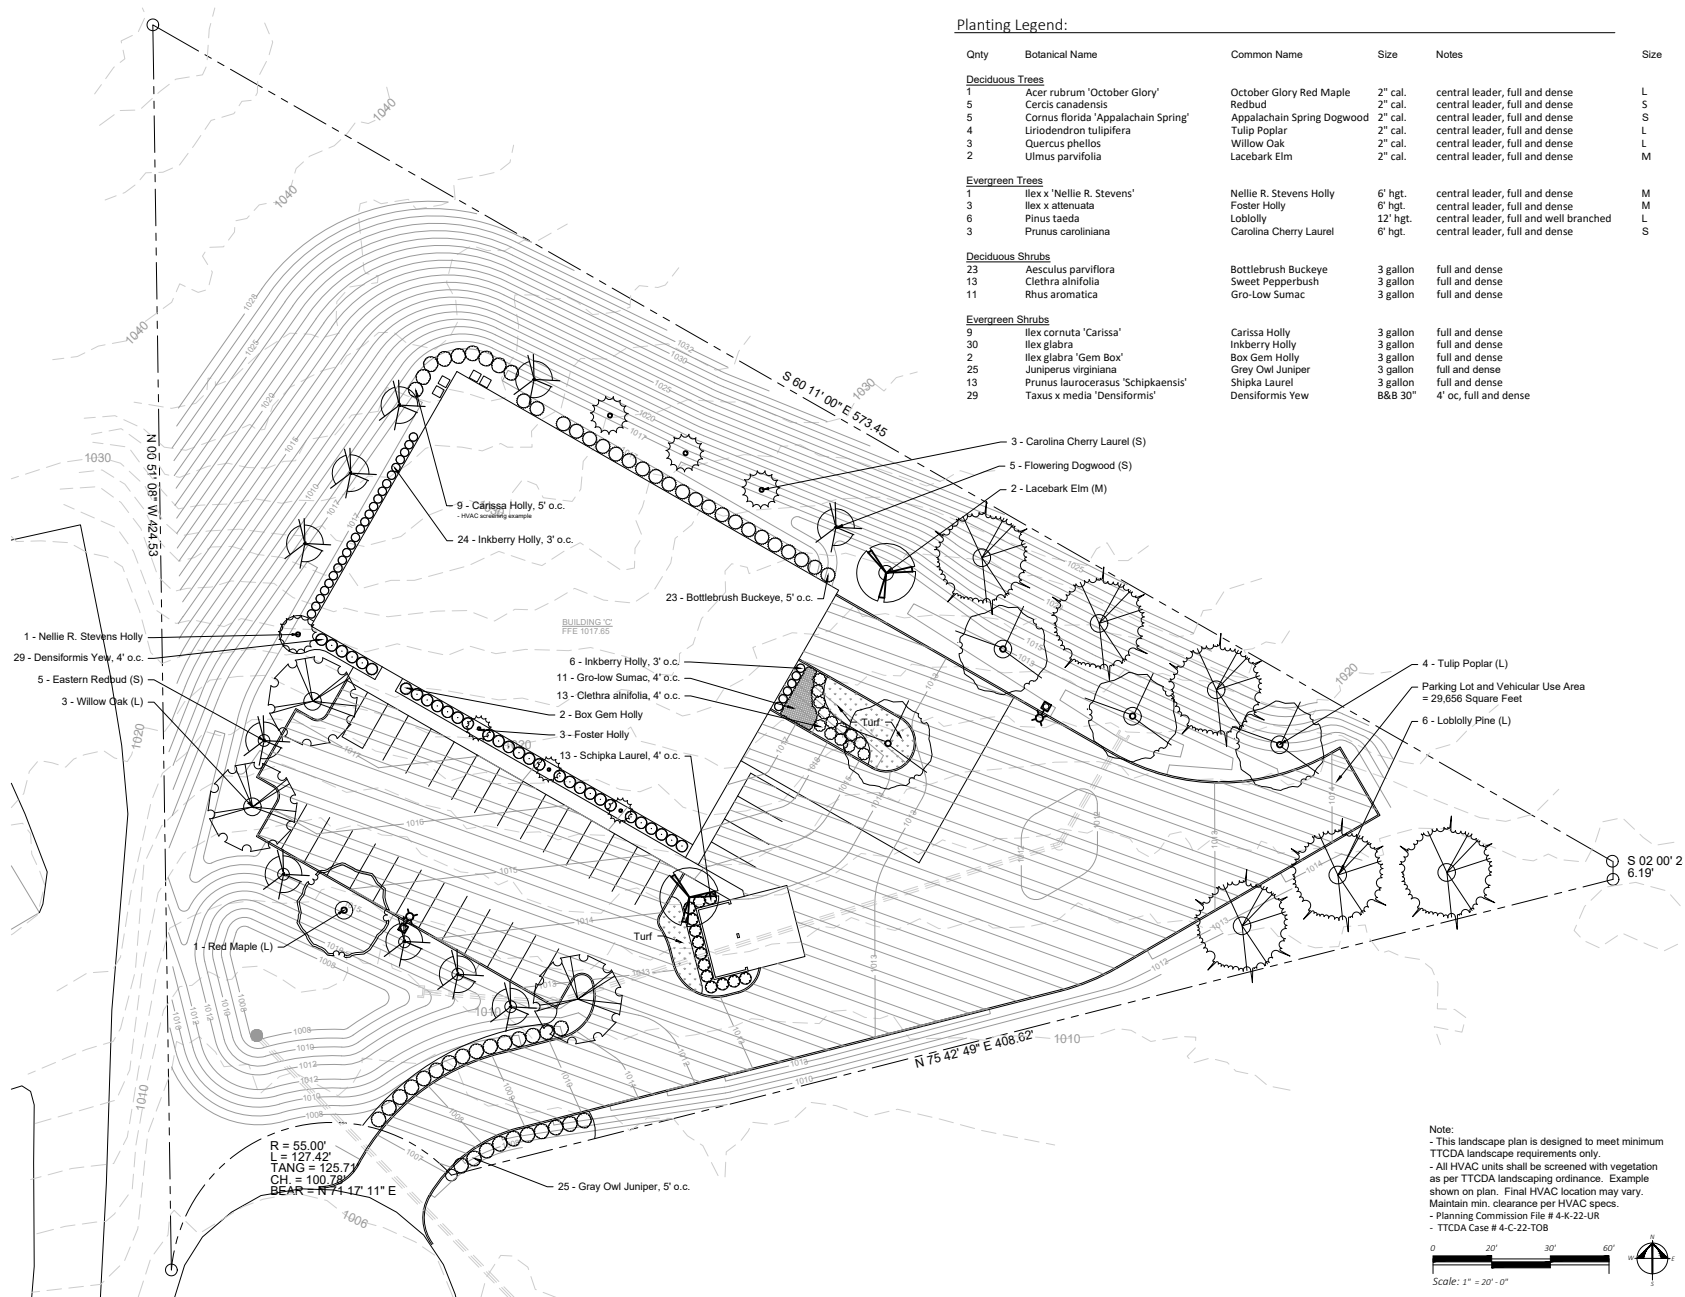 Planting Legend:
Qnty Botanical Name Common Name Size Notes Size
Deciduous Trees
1 Acer rubrum 'October Glory' October Glory Red Maple 2" cal. central leader, full and dense L
5 Cercis canadensis Redbud 2" cal. central leader, full and dense S
5 Cornus florida 'Appalachain Spring' Appalachain Spring Dogwood 2" cal. central leader, full and dense S
4 Liriodendron tulipifera Tulip Poplar 2" cal. central leader, full and dense L
3 Quercus phellos Willow Oak 2" cal. central leader, full and dense L
2 Ulmus parvifolia Lacebark Elm 2" cal. central leader, full and dense M
Evergreen Trees
1 Ilex x 'Nellie R. Stevens' Nellie R. Stevens Holly 6' hgt. central leader, full and dense M
3 Ilex x attenuata Foster Holly 6' hgt. central leader, full and dense M
6 Pinus taeda Loblolly 12' hgt. central leader, full and well branched L
3 Prunus caroliniana Carolina Cherry Laurel 6' hgt. central leader, full and dense S
Deciduous Shrubs
23 Aesculus parviflora Bottlebrush Buckeye 3 gallon full and dense
13 Clethra alnifolia Sweet Pepperbush 3 gallon full and dense
11 Rhus aromatica Gro-Low Sumac 3 gallon full and dense
Evergreen Shrubs
9 Ilex cornuta 'Carissa' Carissa Holly 3 gallon full and dense
30 Ilex glabra Inkberry Holly 3 gallon full and dense
2 Ilex glabra 'Gem Box' Box Gem Holly 3 gallon full and dense
25 Juniperus virginiana Grey Owl Juniper 3 gallon full and dense
13 Prunus laurocerasus 'Schipkaensis' Shipka Laurel 3 gallon full and dense
29 Taxus x media 'Densiformis' Densiformis Yew B&B 30" 4' oc, full and dense
1040
1040
1040
1030
1030
1020
1020
1010
1010
1006
S 60 11' 00" E 573.45
N 00 51' 08" W 424.53
3 - Carolina Cherry Laurel (S)
5 - Flowering Dogwood (S)
2 - Lacebark Elm (M)
9 - Carissa Holly, 5' o.c.
- HVAC screening example
24 - Inkberry Holly, 3' o.c.
23 - Bottlebrush Buckeye, 5' o.c.
BUILDING 'C'
FFE 1017.65
1 - Nellie R. Stevens Holly
29 - Densiformis Yew, 4' o.c.
5 - Eastern Redbud (S)
3 - Willow Oak (L)
6 - Inkberry Holly, 3' o.c.
11 - Gro-low Sumac, 4' o.c.
13 - Clethra alnifolia, 4' o.c.
2 - Box Gem Holly
3 - Foster Holly
13 - Schipka Laurel, 4' o.c.
Turf
4 - Tulip Poplar (L)
Parking Lot and Vehicular Use Area
= 29,656 Square Feet
6 - Loblolly Pine (L)
S 02 00' 2
6.19'
1 - Red Maple (L)
Turf
N 75 42' 49" E 408.62'
R = 55.00'
L = 127.42'
TANG = 125.71'
CH. = 100.78'
BEAR = N 71 17' 11" E
25 - Gray Owl Juniper, 5' o.c.
Note:
- This landscape plan is designed to meet minimum
TTCDA landscape requirements only.
- All HVAC units shall be screened with vegetation
as per TTCDA landscaping ordinance. Example
shown on plan. Final HVAC location may vary.
Maintain min. clearance per HVAC specs.
- Planning Commission File # 4-K-22-UR
- TTCDA Case # 4-C-22-TOB
0 20' 30' 60'
Scale: 1" = 20' - 0"
N
W E
S